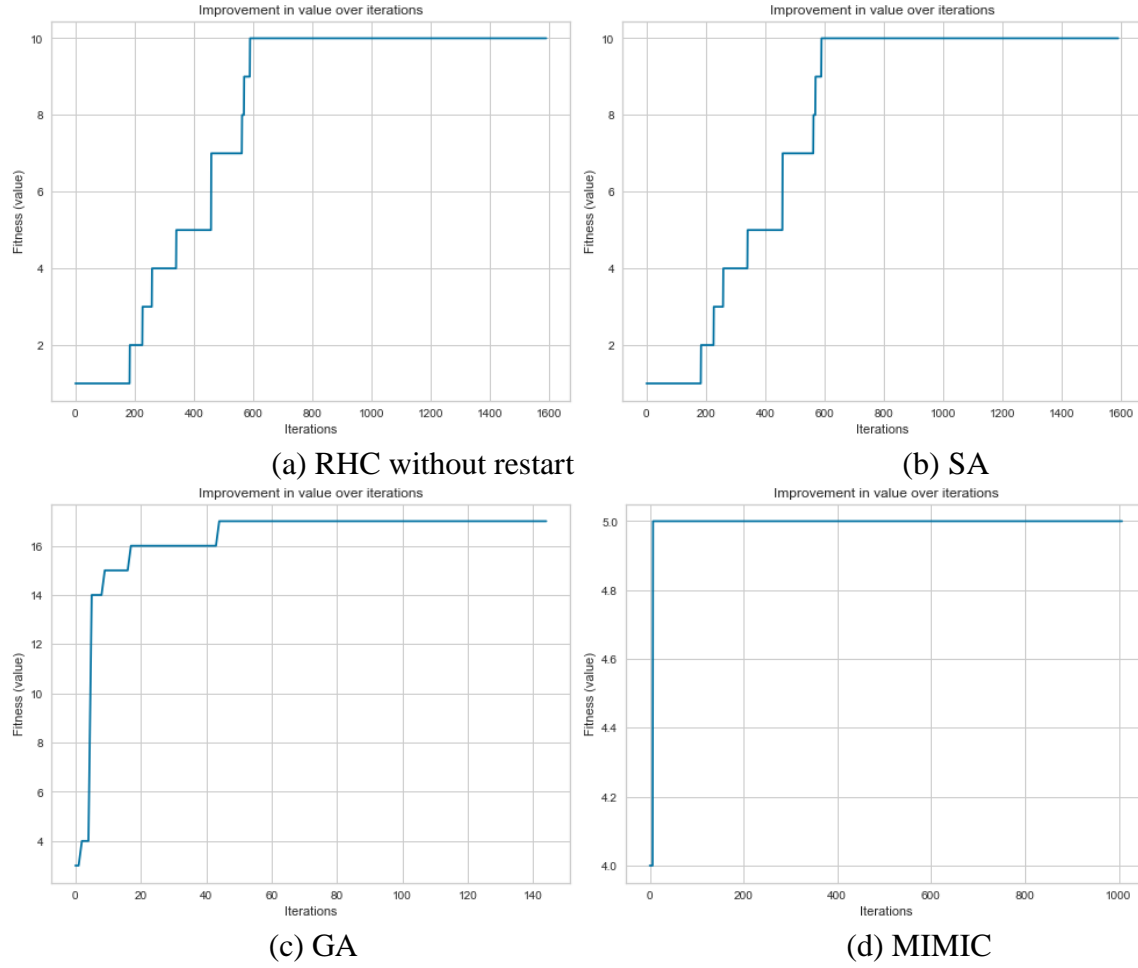 Improvement in value over iterations
Fitness (value)
10
8
6
4
2
0 200 400 600 800 1000 1200 1400 1600
Iterations
(a) RHC without restart
Improvement in value over iterations
Fitness (value)
10
8
6
4
2
0 200 400 600 800 1000 1200 1400 1600
Iterations
(b) SA
Improvement in value over iterations
Fitness (value)
16
14
12
10
8
6
4
0 20 40 60 80 100 120 140
Iterations
(c) GA
Improvement in value over iterations
Fitness (value)
5.0
4.8
4.6
4.4
4.2
4.0
0 200 400 600 800 1000
Iterations
(d) MIMIC